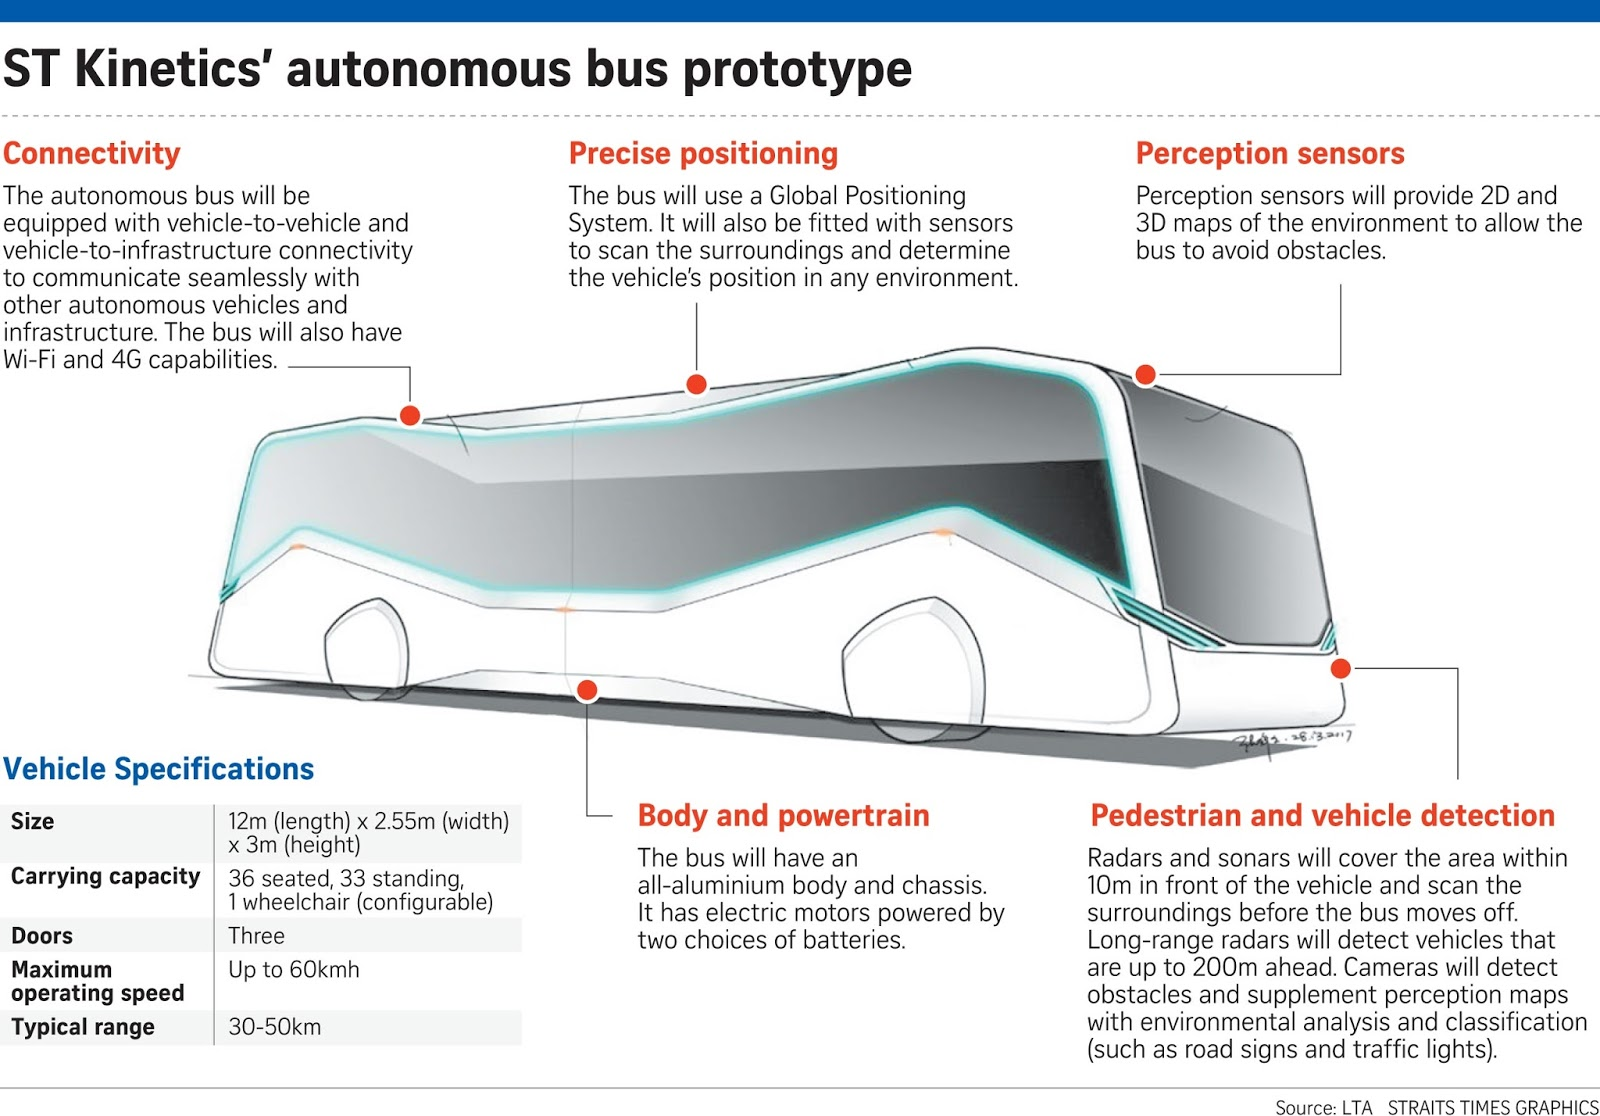 ST Kinetics’ autonomous bus prototype
Connectivity
The autonomous bus will be
equipped with vehicle-to-vehicle and
vehicle-to-infrastructure connectivity
to communicate seamlessly with
other autonomous vehicles and
infrastructure. The bus will also have
Wi-Fi and 4G capabilities.
Precise positioning
The bus will use a Global Positioning
System. It will also be fitted with sensors
to scan the surroundings and determine
the vehicle’s position in any environment.
Perception sensors
Perception sensors will provide 2D and
3D maps of the environment to allow the
bus to avoid obstacles.
Vehicle Specifications
Size
12m (length) x 2.55m (width)
x 3m (height)
Carrying capacity
36 seated, 33 standing,
1 wheelchair (configurable)
Doors
Three
Maximum
operating speed
Up to 60kmh
Typical range
30-50km
Body and powertrain
The bus will have an
all-aluminium body and chassis.
It has electric motors powered by
two choices of batteries.
Pedestrian and vehicle detection
Radars and sonars will cover the area within
10m in front of the vehicle and scan the
surroundings before the bus moves off.
Long-range radars will detect vehicles that
are up to 200m ahead. Cameras will detect
obstacles and supplement perception maps
with environmental analysis and classification
(such as road signs and traffic lights).
Source: LTA STRAITS TIMES GRAPHICS